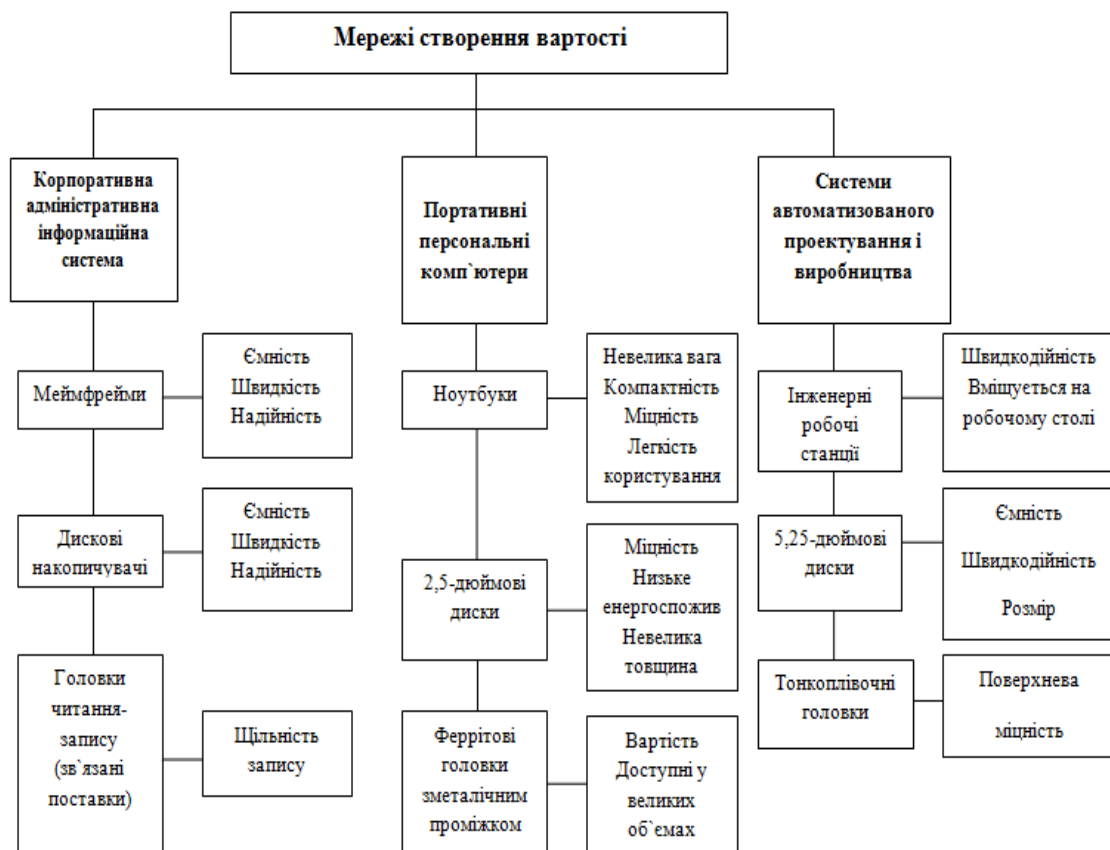 Мережі створення вартості
Корпоративна
адміністративна
інформаційна
система
Портативні
персональні
комп`ютери
Системи
автоматизованого
проектування і
виробництва
Меймфрейми
Ємність
Швидкість
Надійність
Ноутбуки
Невелика вага
Компактність
Міцність
Легкість
користування
Інженерні
робочі
станції
Швидкодійність
Вміщується на
робочому столі
Дискові
накопичувачі
Ємність
Швидкість
Надійність
2,5-дюймові
диски
Міцність
Низьке
енергоспожив
Невелика
товщина
5,25-дюймові
диски
Ємність
Швидкодійність
Розмір
Головки
читання-
запису
(зв`язані
поставки)
Щільність
запису
Феррітові
головки
зметалічним
проміжком
Вартість
Доступні у
великих
об`ємах
Тонкоплівочні
головки
Поверхнева
міцність